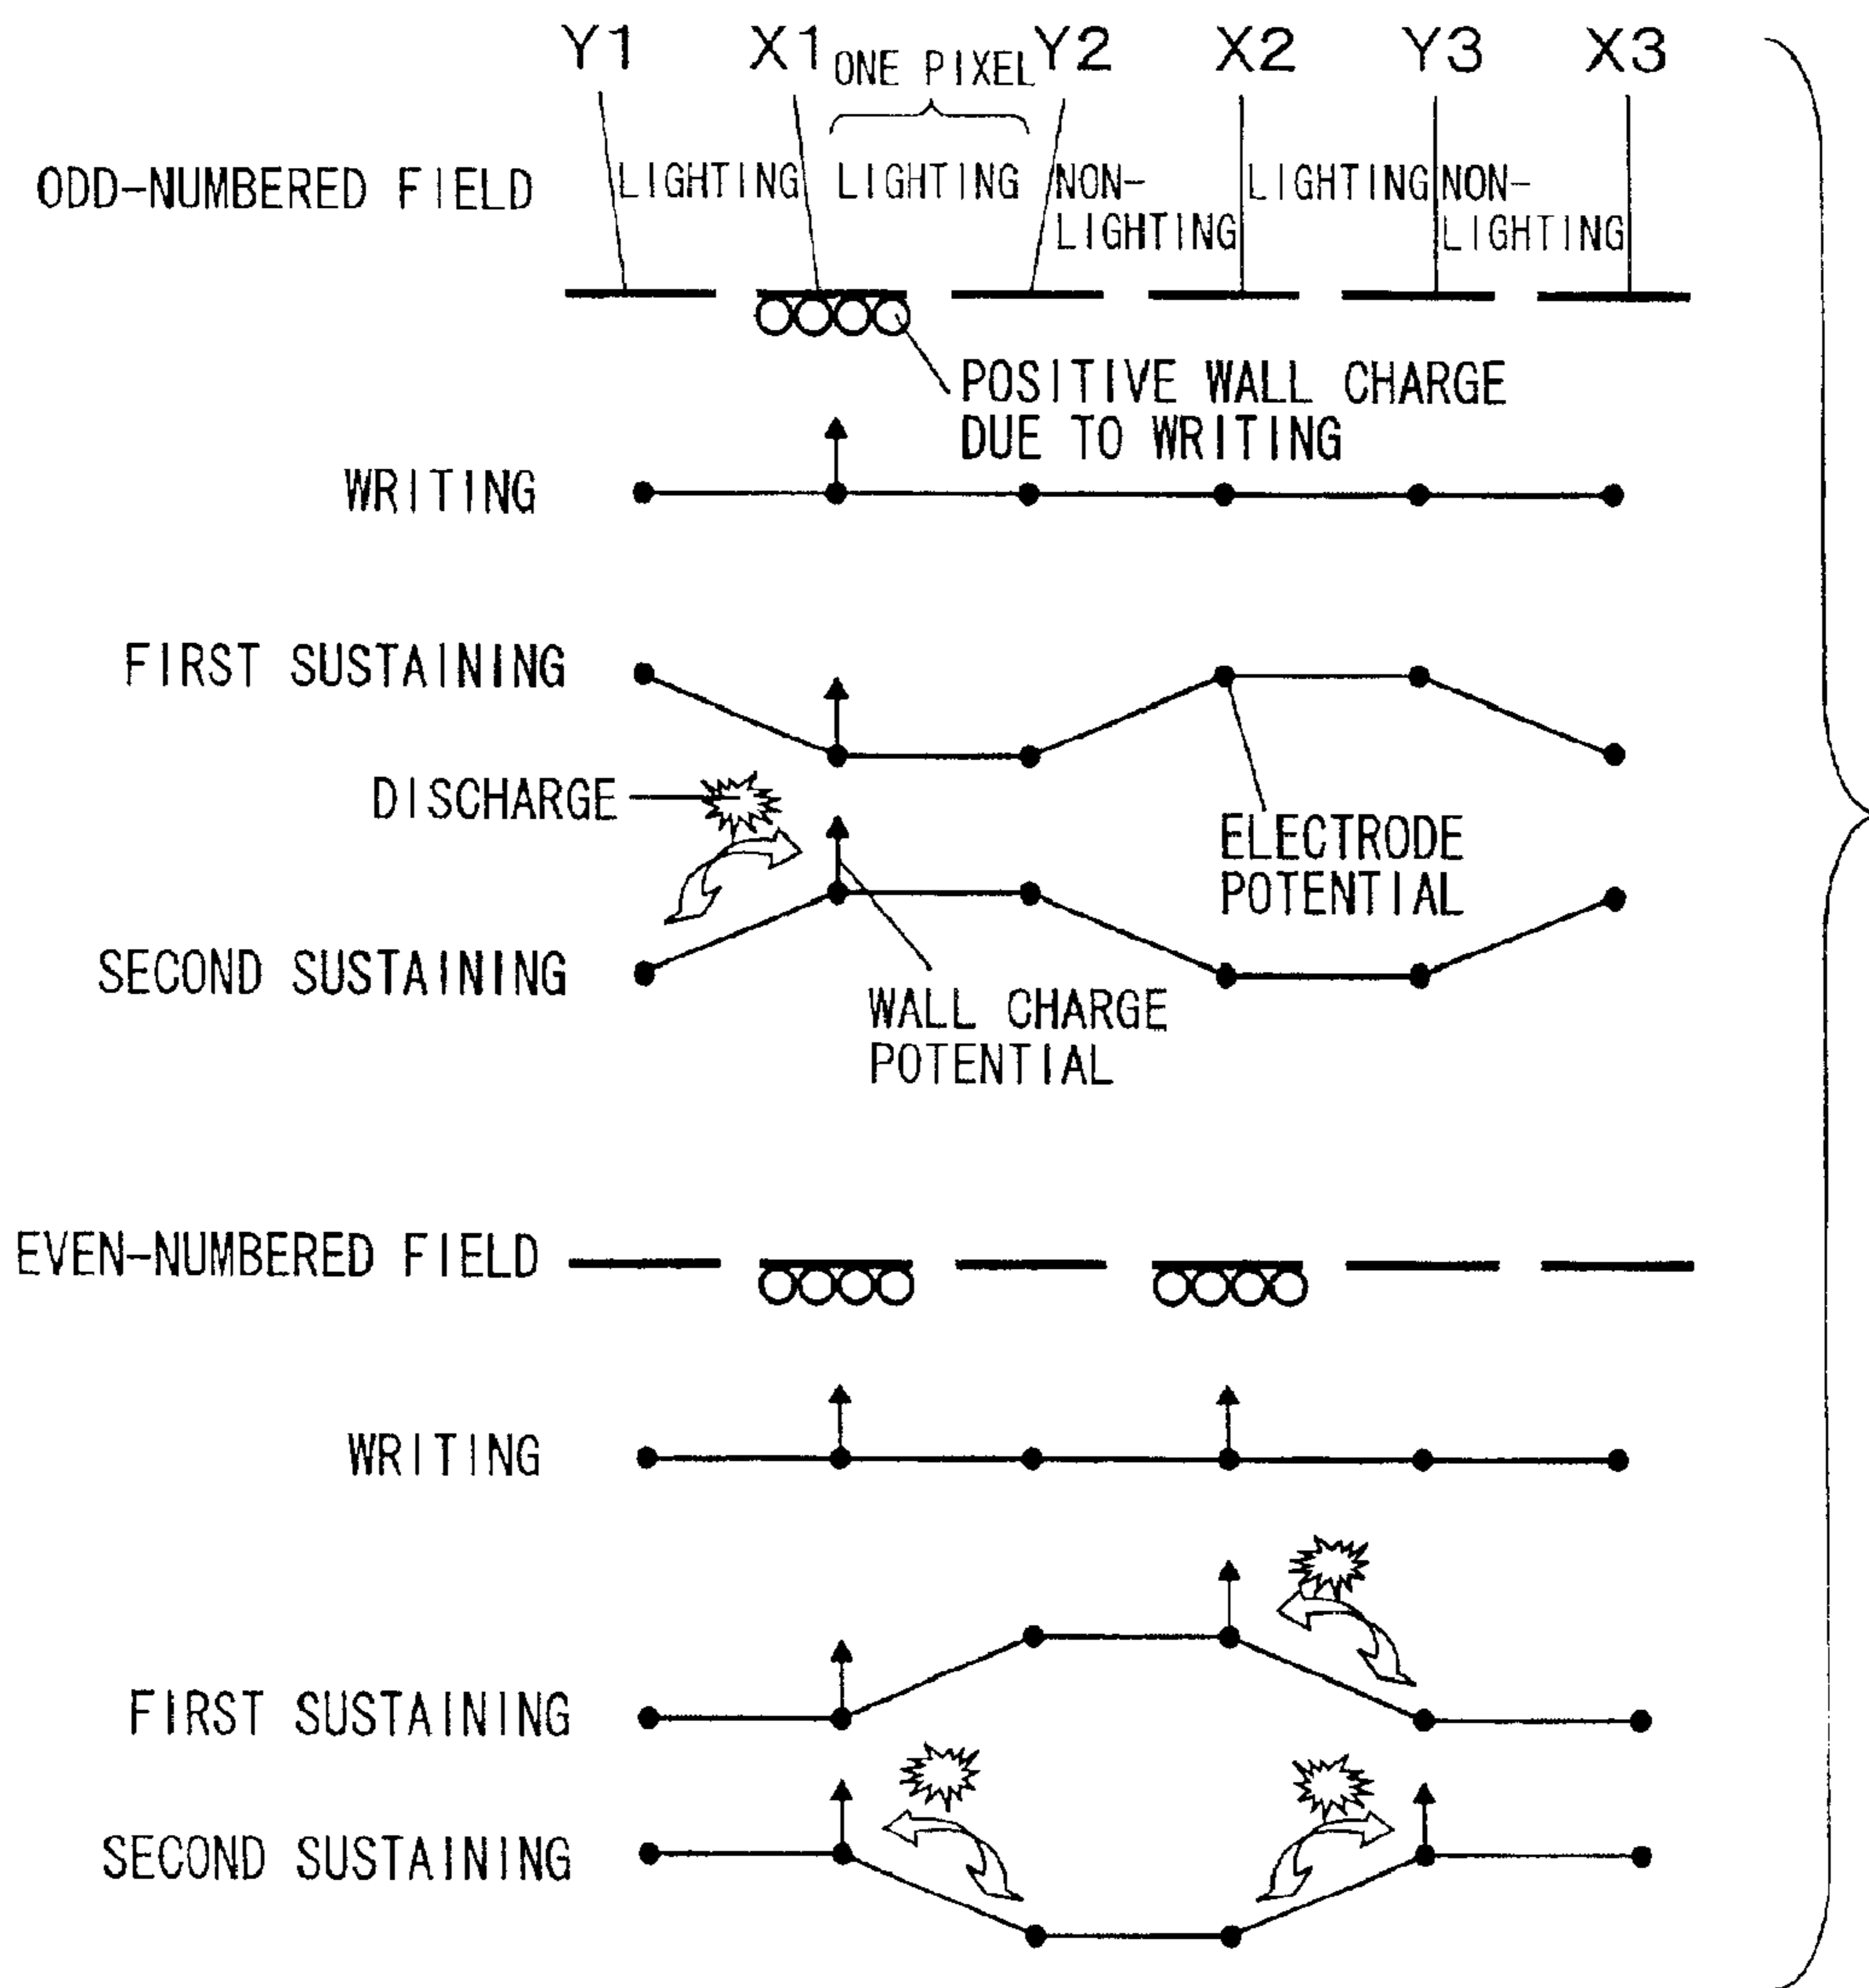 Y1 X1 ONE PIXEL Y2 X2 Y3 X3
ODD-NUMBERED FIELD LIGHTING LIGHTING NON- LIGHTING NON-
LIGHTING LIGHTING
POSITIVE WALL CHARGE
DUE TO WRITING
WRITING
FIRST SUSTAINING
DISCHARGE
ELECTRODE
POTENTIAL
SECOND SUSTAINING
WALL CHARGE
POTENTIAL
EVEN-NUMBERED FIELD
WRITING
FIRST SUSTAINING
SECOND SUSTAINING